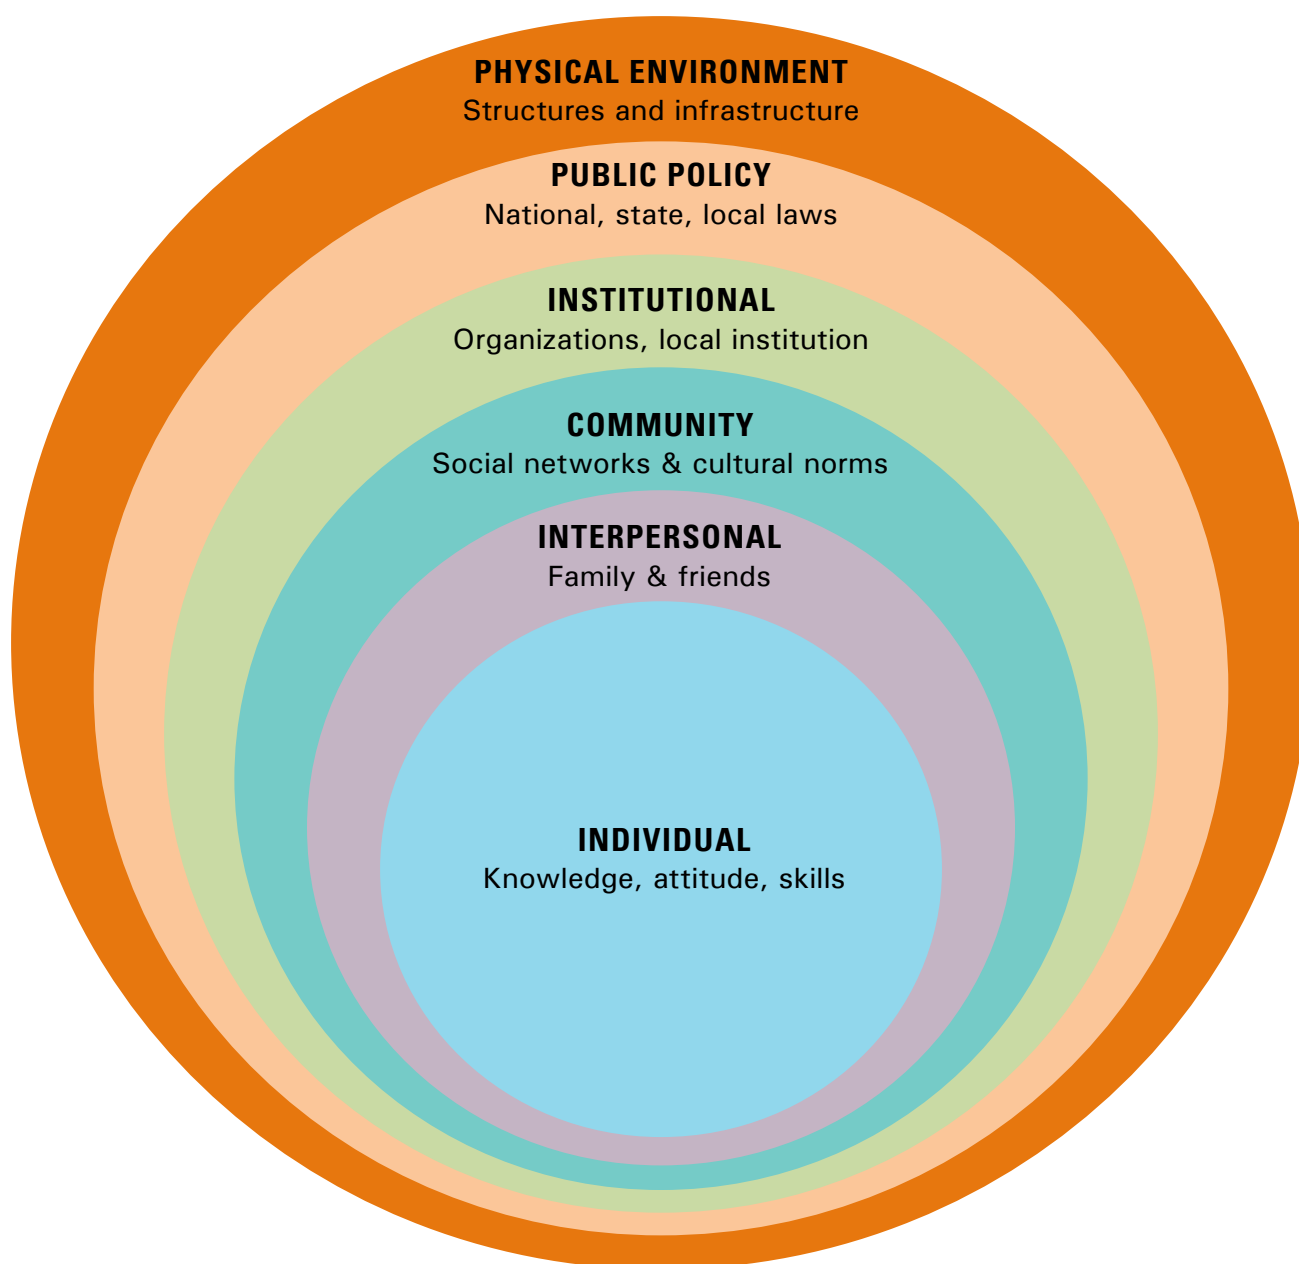 PHYSICAL ENVIRONMENT
Structures and infrastructure
PUBLIC POLICY
National, state, local laws
INSTITUTIONAL
Organizations, local institution
COMMUNITY
Social networks & cultural norms
INTERPERSONAL
Family & friends
INDIVIDUAL
Knowledge, attitude, skills